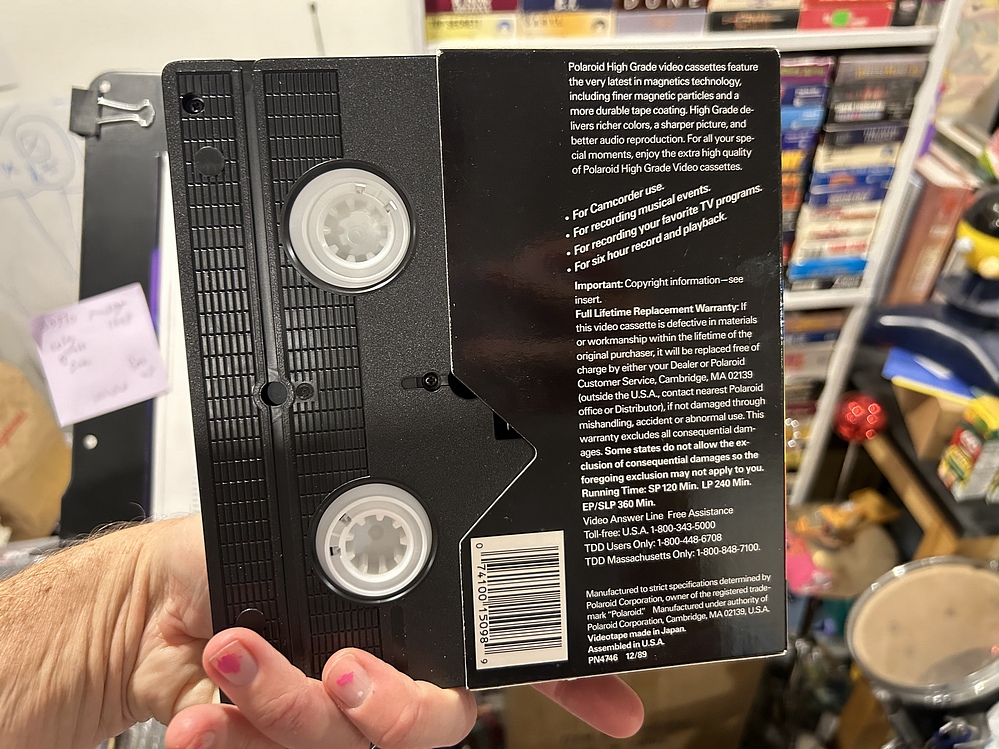 DUNE
Polaroid High Grade video cassettes feature
the very latest in magnetics technology,
including finer magnetic particles and a
more durable tape coating. High Grade de-
livers richer colors, a sharper picture, and
better audio reproduction. For all your spe-
cial moments, enjoy the extra high quality
of Polaroid High Grade Video cassettes.
• For Camcorder use.
• For recording musical events.
• For recording your favorite TV programs.
• For six hour record and playback.
Important: Copyright information—see
insert.
Full Lifetime Replacement Warranty: If
this video cassette is defective in materials
or workmanship within the lifetime of the
original purchaser, it will be replaced free of
charge by either your Dealer or Polaroid
Customer Service, Cambridge, MA 02139
(outside the U.S.A., contact nearest Polaroid
office or Distributor), if not damaged through
mishandling, accident or abnormal use. This
warranty excludes all consequential dam-
ages. Some states do not allow the ex-
clusion of consequential damages so the
foregoing exclusion may not apply to you.
Running Time: SP 120 Min. LP 240 Min.
EP/SLP 360 Min.
Video Answer Line Free Assistance
Toll-free: U.S.A. 1-800-343-5000
TDD Users Only: 1-800-448-6708
TDD Massachusetts Only: 1-800-848-7100.
Manufactured to strict specifications determined by
Polaroid Corporation, owner of the registered trade-
mark "Polaroid." Manufactured under authority of
Polaroid Corporation, Cambridge, MA 02139, U.S.A.
Videotape made in Japan.
Assembled in U.S.A.
PN4746 12/89
0 74100 15098 9